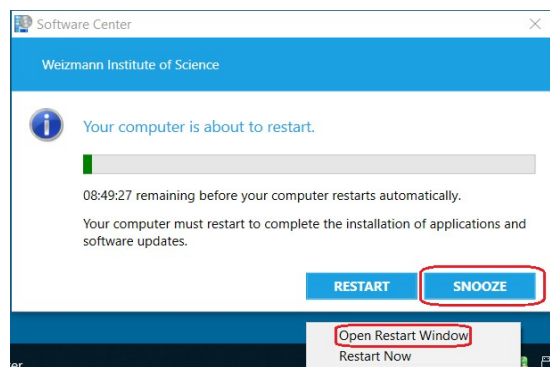 Software Center
Weizmann Institute of Science
Your computer is about to restart.
08:49:27 remaining before your computer restarts automatically.
Your computer must restart to complete the installation of applications and
software updates.
RESTART SNOOZE
Open Restart Window
Restart Now